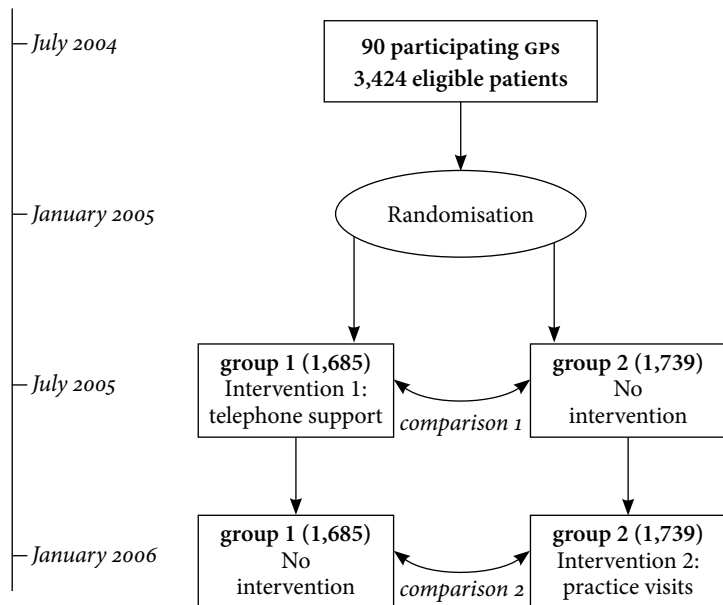 July 2004
90 participating GPs
3,424 eligible patients
January 2005
Randomisation
July 2005
group 1 (1,685)
Intervention 1:
telephone support
comparison 1
group 2 (1,739)
No
intervention
January 2006
group 1 (1,685)
No
intervention
comparison 2
group 2 (1,739)
Intervention 2:
practice visits